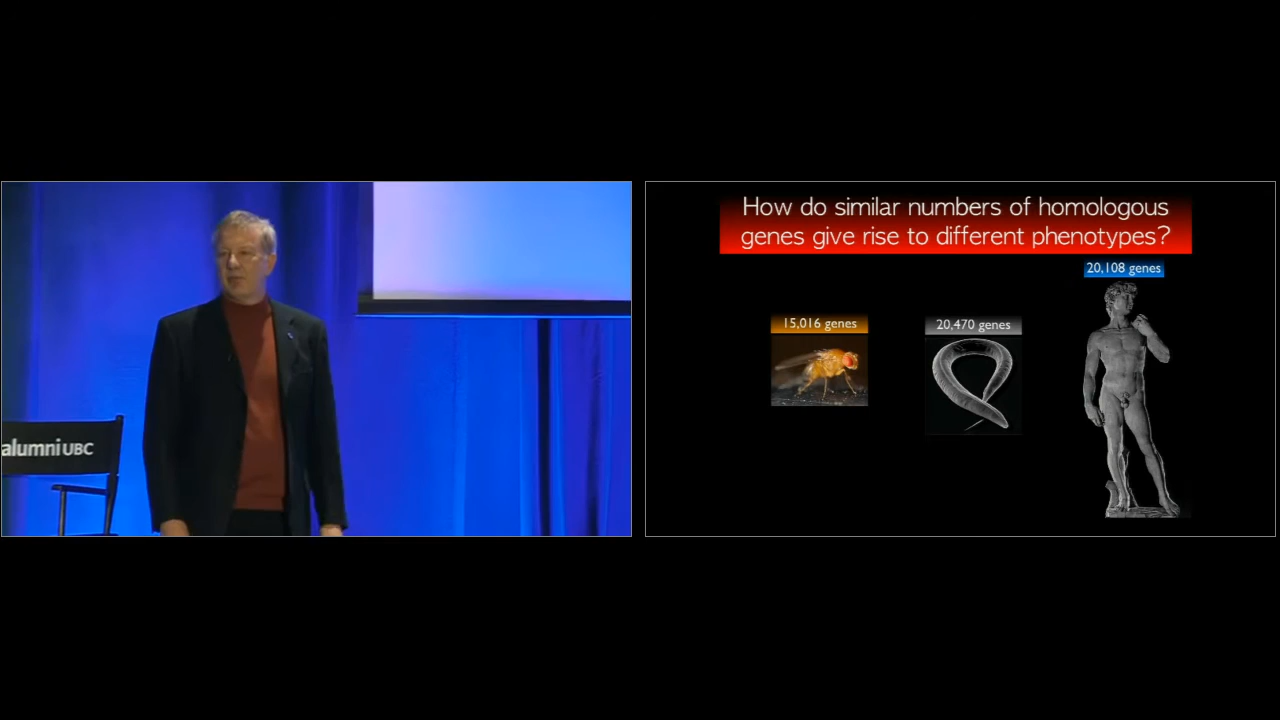 alumni UBC
How do similar numbers of homologous
genes give rise to different phenotypes?
20,108 genes
15,016 genes
20,470 genes